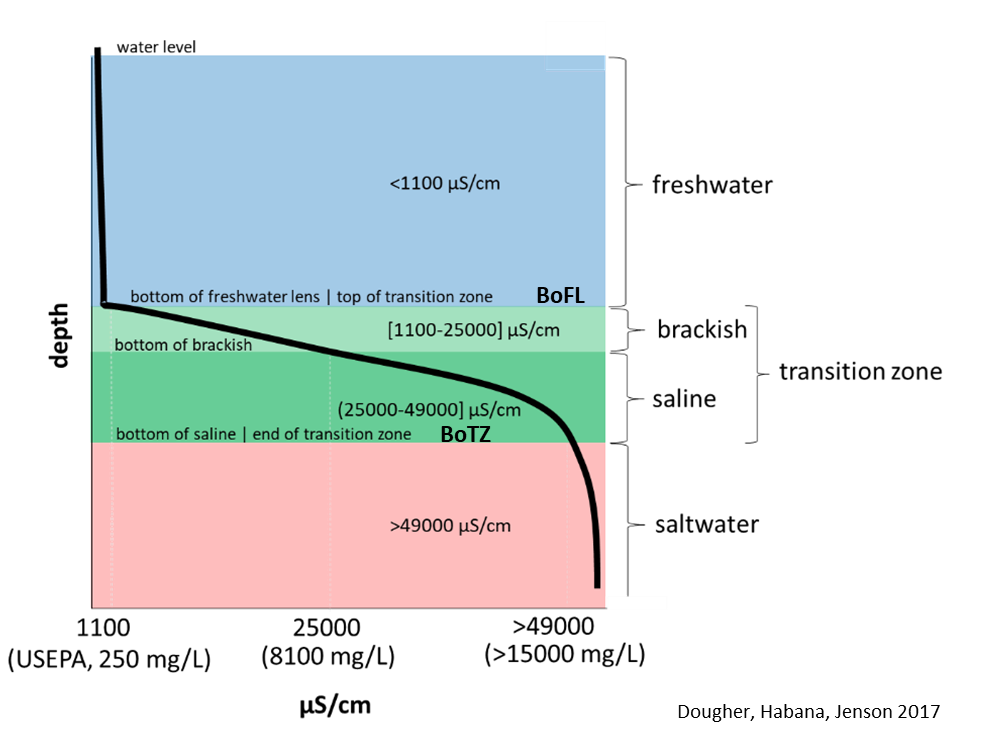 water level
<1100 µS/cm
freshwater
bottom of freshwater lens | top of transition zone BoFL
depth
[1100-25000] µS/cm
brackish
bottom of brackish
transition zone
saline
(25000-49000] µS/cm
bottom of saline | end of transition zone BoTZ
>49000 µS/cm
saltwater
1100
(USEPA, 250 mg/L)
25000
(8100 mg/L)
>49000
(>15000 mg/L)
µS/cm
Dougher, Habana, Jenson 2017